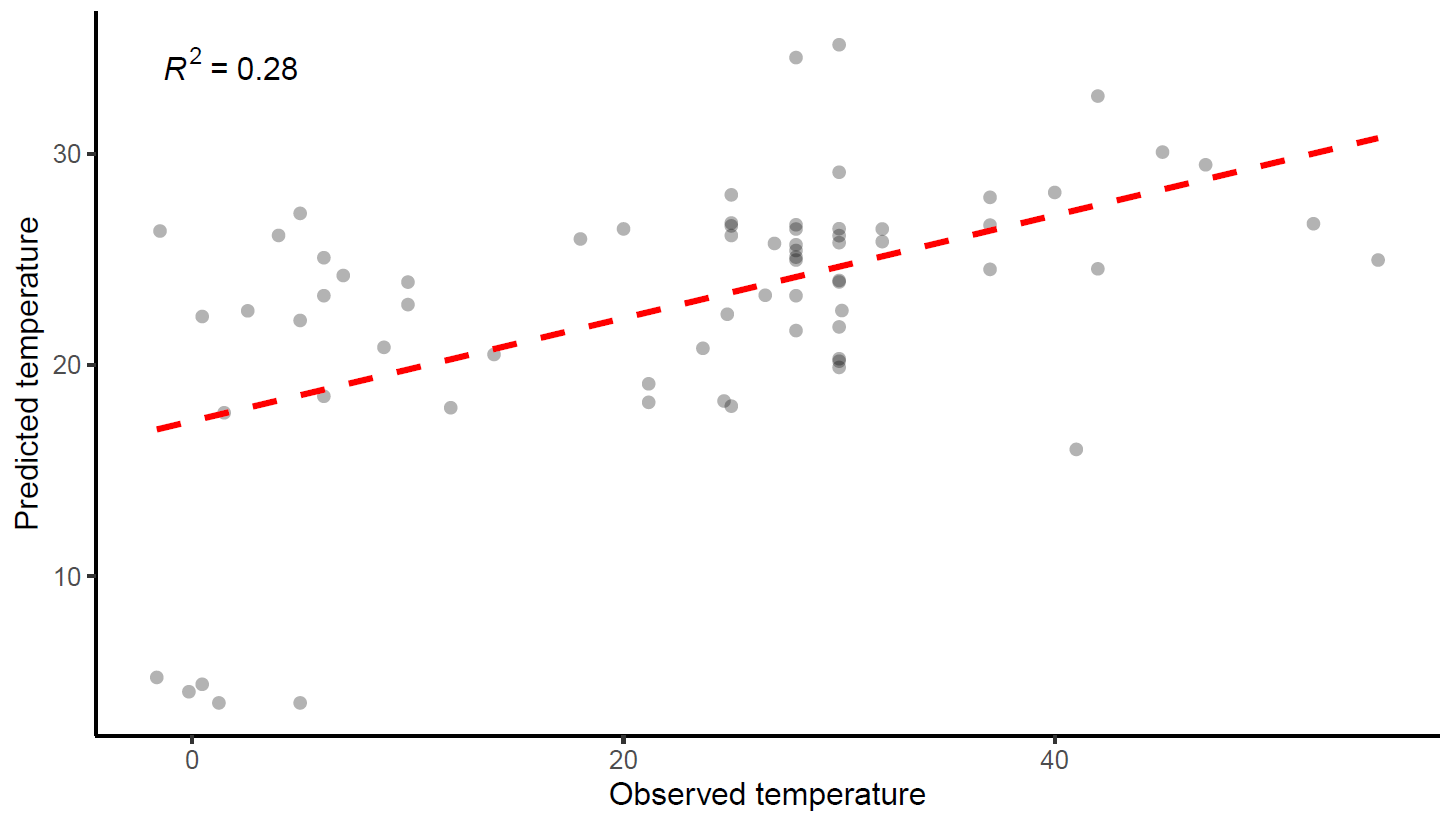 R² = 0.28
30
20
10
Predicted temperature
0
20
40
Observed temperature